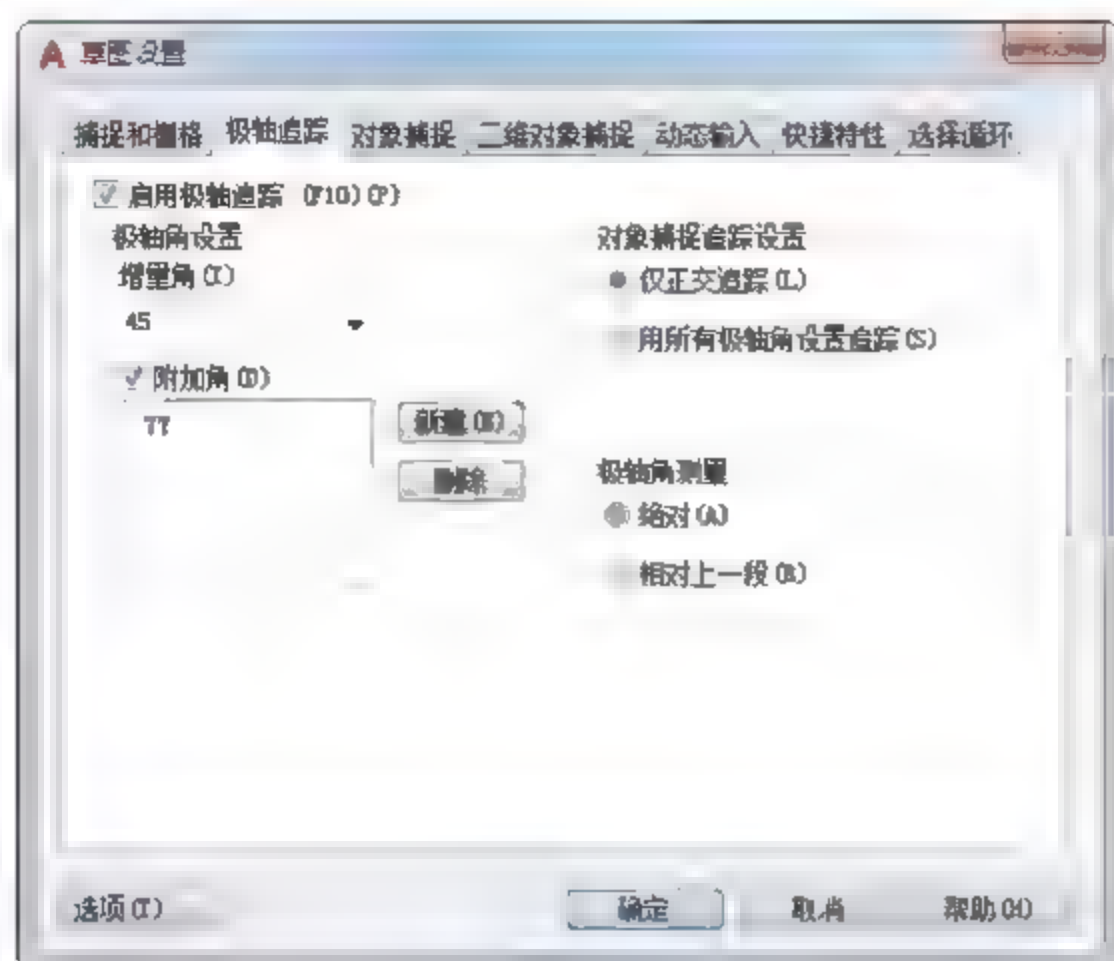 草图设置
捕捉和栅格 极轴追踪 对象捕捉 三维对象捕捉 动态输入 快捷特性 选择循环
启用极轴追踪 (F10)(P)
极轴角设置
增量角(I)
45
附加角(D)
77
新建(N)
删除
对象捕捉追踪设置
仅正交追踪(L)
用所有极轴角设置追踪(S)
极轴角测量
绝对(A)
相对上一段(R)
选项(T)
确定 取消 帮助(H)